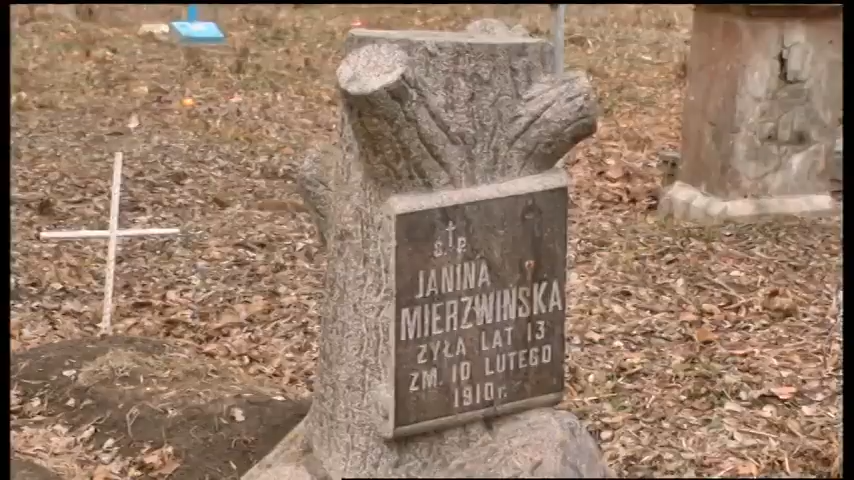 Ś. † P.
JANINA
MIERZWIŃSKA
ŻYŁA LAT 13
ZM. 10 LUTEGO
1910 R.